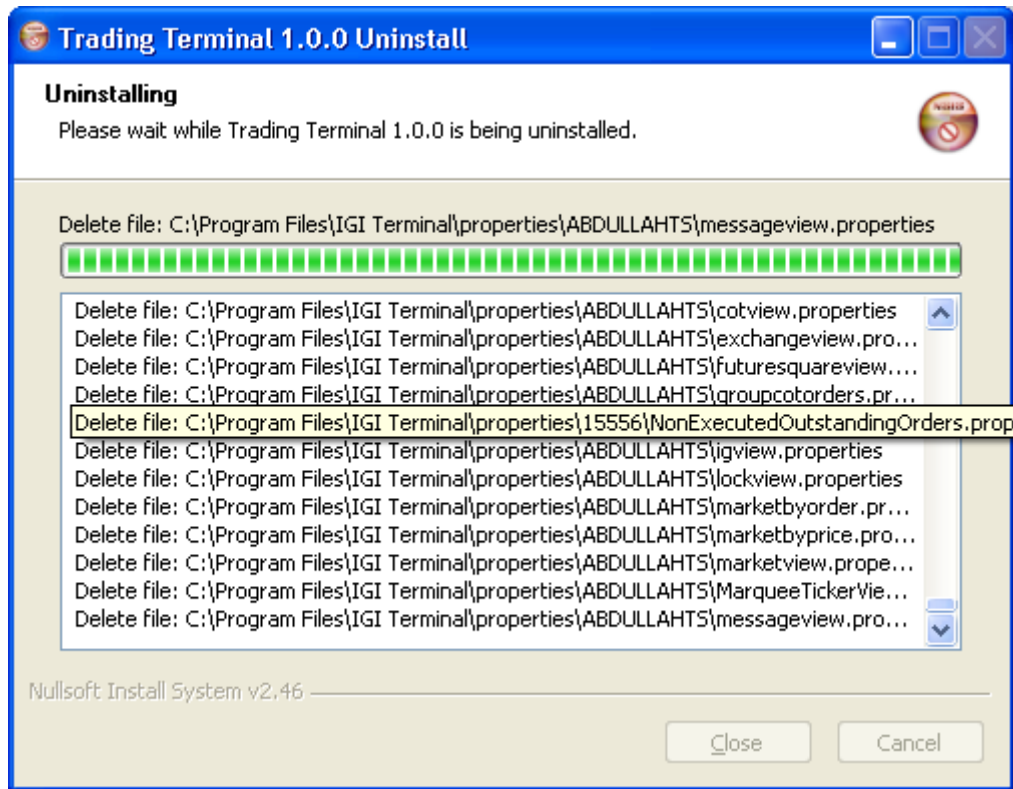 Trading Terminal 1.0.0 Uninstall
Uninstalling
Please wait while Trading Terminal 1.0.0 is being uninstalled.
Delete file: C:\Program Files\IGI Terminal\properties\ABDULLAHTS\messageview.properties
Delete file: C:\Program Files\IGI Terminal\properties\ABDULLAHTS\cotview.properties
Delete file: C:\Program Files\IGI Terminal\properties\ABDULLAHTS\exchangeview.pro...
Delete file: C:\Program Files\IGI Terminal\properties\ABDULLAHTS\futuresquareview....
Delete file: C:\Program Files\IGI Terminal\properties\ABDULLAHTS\groupcotorders.pr...
Delete file: C:\Program Files\IGI Terminal\properties\15556\NonExecutedOutstandingOrders.prop
Delete file: C:\Program Files\IGI Terminal\properties\ABDULLAHTS\igview.properties
Delete file: C:\Program Files\IGI Terminal\properties\ABDULLAHTS\lockview.properties
Delete file: C:\Program Files\IGI Terminal\properties\ABDULLAHTS\marketbyorder.pr...
Delete file: C:\Program Files\IGI Terminal\properties\ABDULLAHTS\marketbyprice.pro...
Delete file: C:\Program Files\IGI Terminal\properties\ABDULLAHTS\marketview.prope...
Delete file: C:\Program Files\IGI Terminal\properties\ABDULLAHTS\MarqueeTickerVie...
Delete file: C:\Program Files\IGI Terminal\properties\ABDULLAHTS\messageview.pro...
Nullsoft Install System v2.46
Close
Cancel